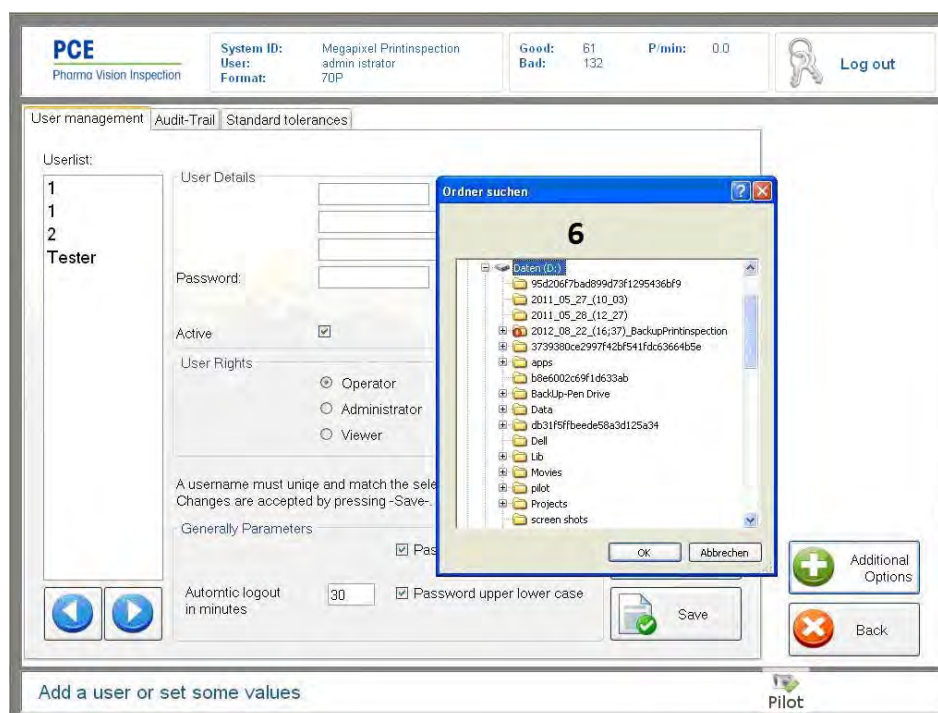 PCE
Pharma Vision Inspection
System ID: Megapixel Printinspection
User: admin istrator
Format: 70P
Good: 61
Bad: 132
P/min: 0.0
Log out
User management
Audit-Trail
Standard tolerances
Userlist:
1
1
2
Tester
User Details
Password:
Active
User Rights
Operator
Administrator
Viewer
A username must uniqe and match the sele
Changes are accepted by pressing -Save-.
Generally Parameters
Pas
Automtic logout
in minutes
30
Password upper lower case
Save
Ordner suchen
6
Daten (D:)
95d206f7bad899d73f1295436bf9
2011_05_27_(10_03)
2011_05_28_(12_27)
2012_08_22_(16;37)_BackupPrintinspection
3739380ce2997f42bf541fdc63664b5e
apps
b8e6002c69f1d633ab
BackUp-Pen Drive
Data
db31f5ffbeede58a3d125a34
Dell
Lib
Movies
pilot
Projects
screen shots
OK
Abbrechen
Additional
Options
Back
Add a user or set some values
Pilot